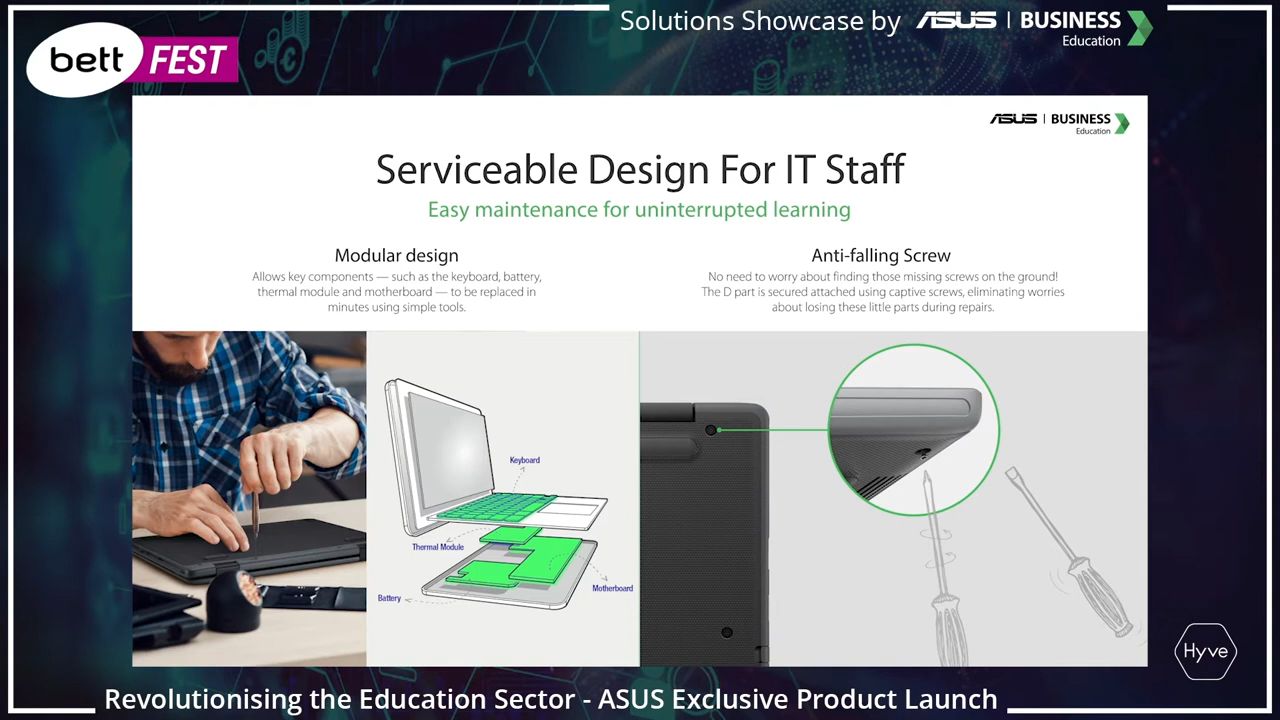 Solutions Showcase by ASUS BUSINESS
Education
bett FEST
ASUS BUSINESS
Education
Serviceable Design For IT Staff
Easy maintenance for uninterrupted learning
Modular design
Allows key components — such as the keyboard, battery,
thermal module and motherboard — to be replaced in
minutes using simple tools.
Anti-falling Screw
No need to worry about finding those missing screws on the ground!
The D part is secured attached using captive screws, eliminating worries
about losing these little parts during repairs.
Keyboard
Thermal Module
Motherboard
Battery
Hyve
Revolutionising the Education Sector - ASUS Exclusive Product Launch